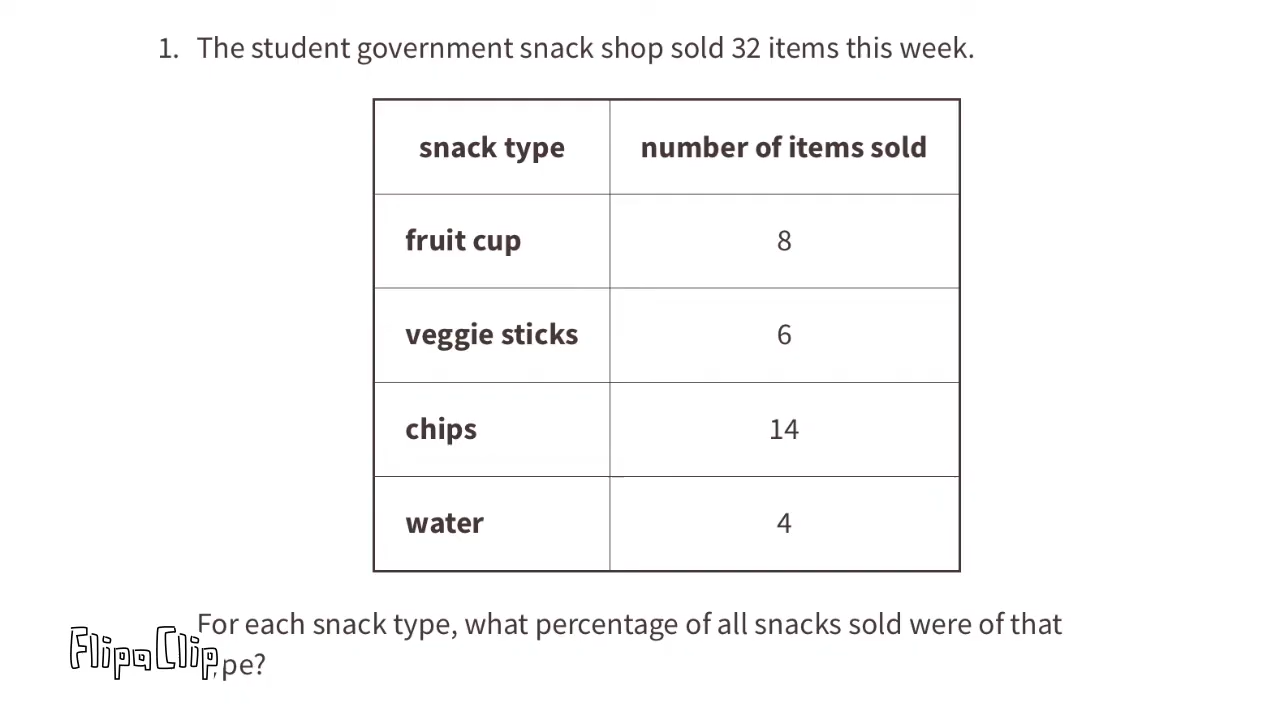 1. The student government snack shop sold 32 items this week.
snack type number of items sold
fruit cup 8
veggie sticks 6
chips 14
water 4
For each snack type, what percentage of all snacks sold were of that
FlipaClip